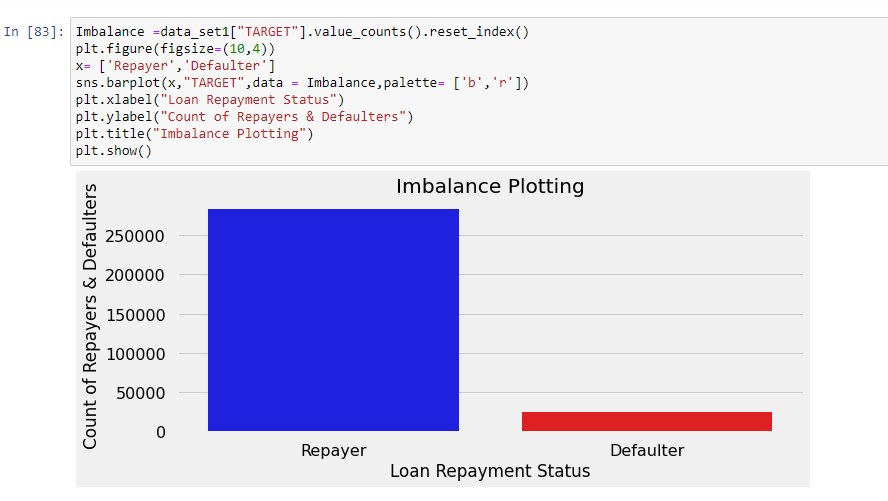 In [83]: Imbalance =data_set1["TARGET"].value_counts().reset_index()
plt.figure(figsize=(10,4))
x= ['Repayer','Defaulter']
sns.barplot(x,"TARGET",data = Imbalance,palette= ['b','r'])
plt.xlabel("Loan Repayment Status")
plt.ylabel("Count of Repayers & Defaulters")
plt.title("Imbalance Plotting")
plt.show()
Imbalance Plotting
Count of Repayers & Defaulters
250000
200000
150000
100000
50000
0
Repayer Defaulter
Loan Repayment Status